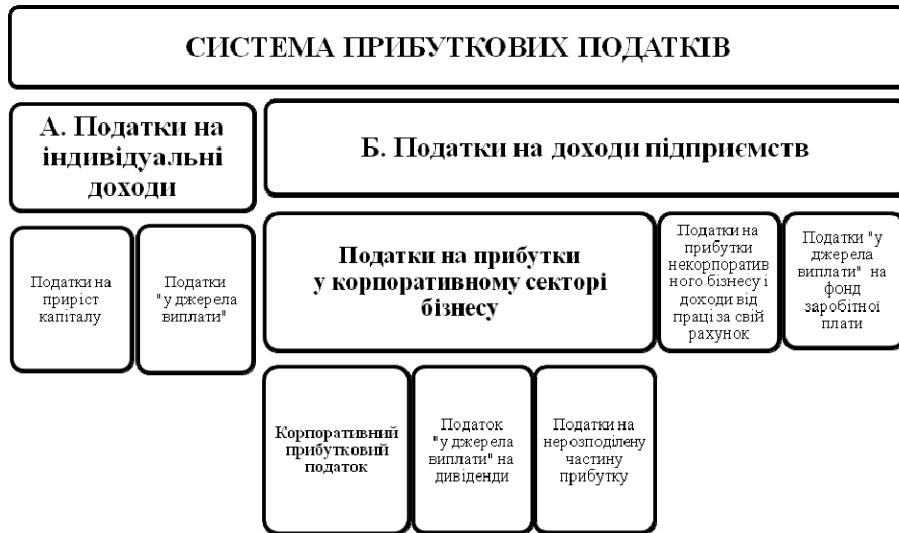 СИСТЕМА ПРИБУТКОВИХ ПОДАТКІВ
А. Податки на
індивідуальні
доходи
Б. Податки на доходи підприємств
Податки на
приріст
капіталу
Податки
"у джерела
виплати"
Податки на прибутки
у корпоративному секторі
бізнесу
Податки на
прибутки
некорпоратив
ного бізнесу і
доходи від
праці за свій
рахунок
Податки "у
джерела
виплати" на
фонд
заробітної
плати
Корпоративний
прибутковий
податок
Податок
"у джерела
виплати" на
дивіденди
Податки на
нерозподілену
частину
прибутку